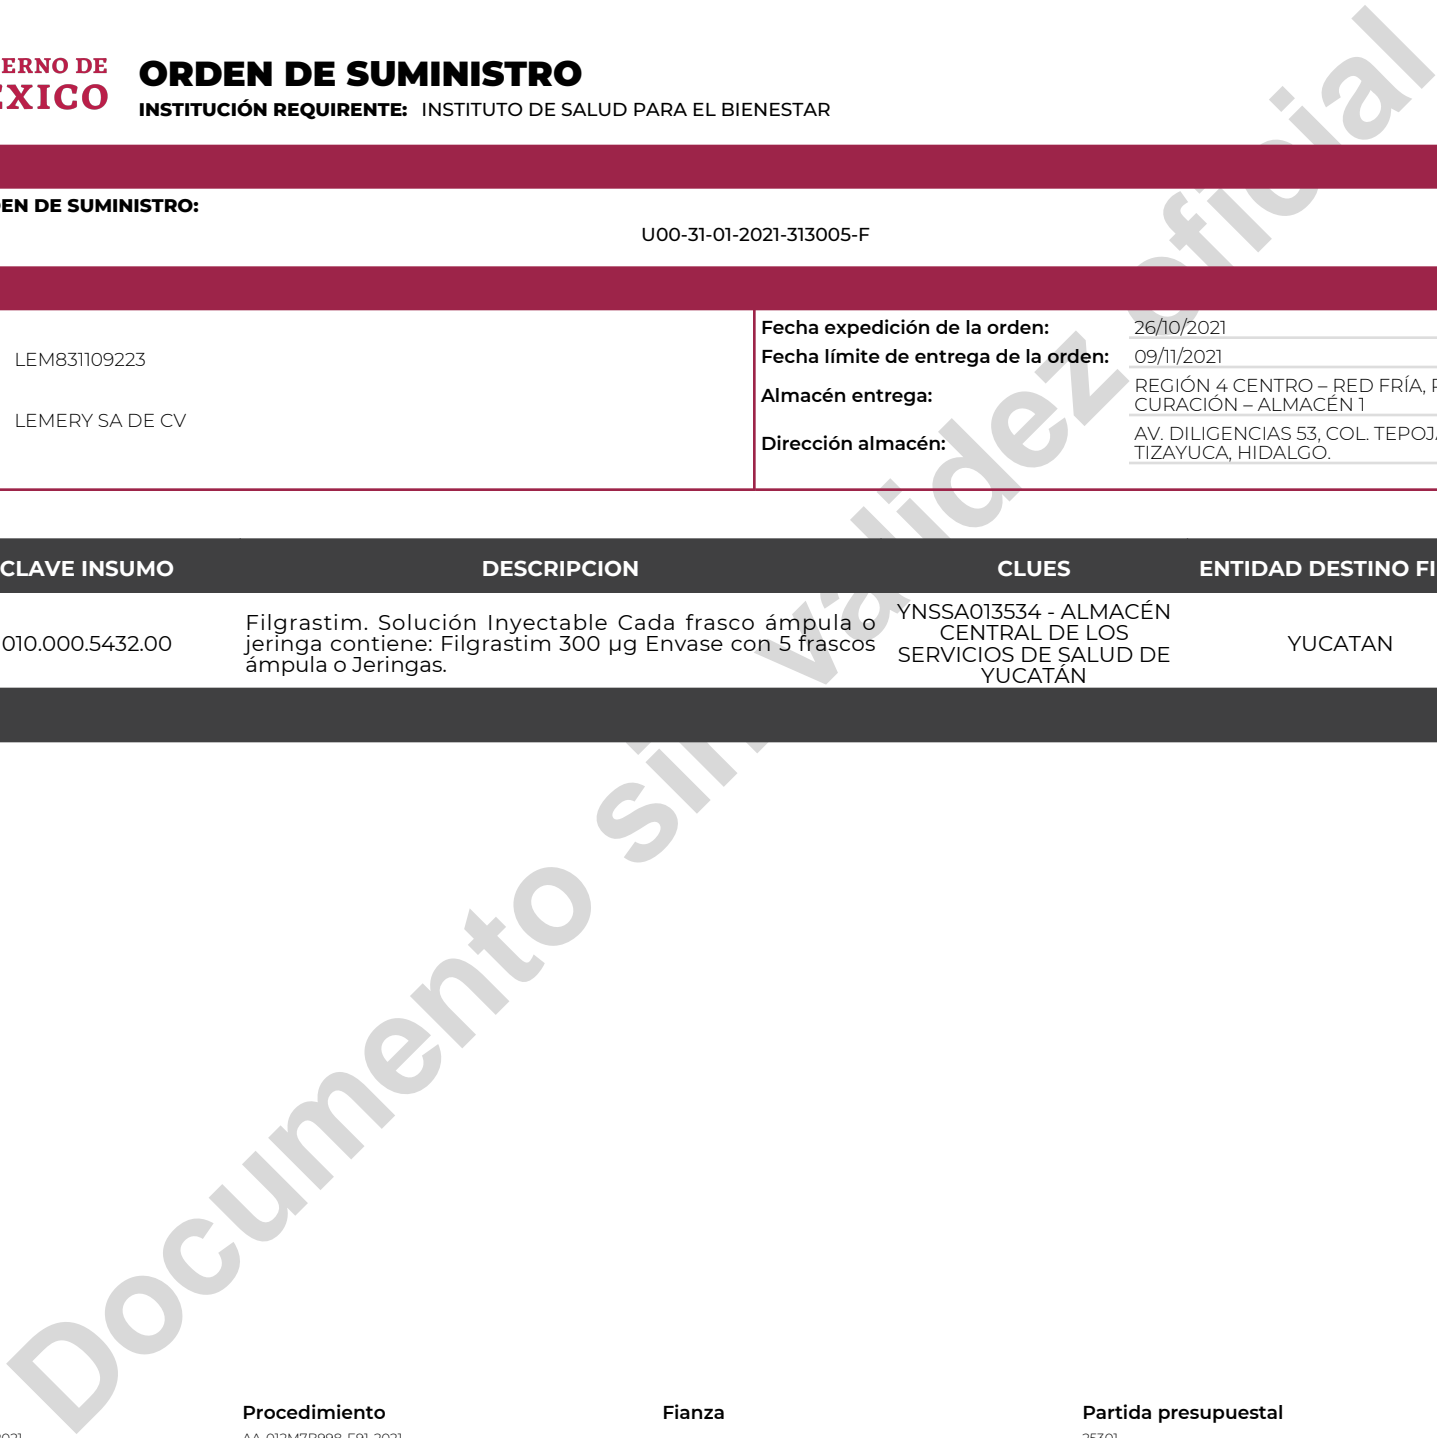 ERNO DE
EXICO
ORDEN DE SUMINISTRO
INSTITUCIÓN REQUIRENTE: INSTITUTO DE SALUD PARA EL BIENESTAR
EN DE SUMINISTRO:
U00-31-01-2021-313005-F
LEM831109223
LEMERY SA DE CV
Fecha expedición de la orden: 26/10/2021
Fecha límite de entrega de la orden: 09/11/2021
Almacén entrega: REGIÓN 4 CENTRO – RED FRÍA,
CURACIÓN – ALMACÉN 1
Dirección almacén: AV. DILIGENCIAS 53, COL. TEPOJ
TIZAYUCA, HIDALGO.
CLAVE INSUMO DESCRIPCION CLUES ENTIDAD DESTINO FI
010.000.5432.00
Filgrastim. Solución Inyectable Cada frasco ámpula o
jeringa contiene: Filgrastim 300 µg Envase con 5 frascos
ámpula o Jeringas.
YNSSA013534 - ALMACÉN
CENTRAL DE LOS
SERVICIOS DE SALUD DE
YUCATÁN
YUCATAN
Documento sin validez oficial
Procedimiento Fianza Partida presupuestal